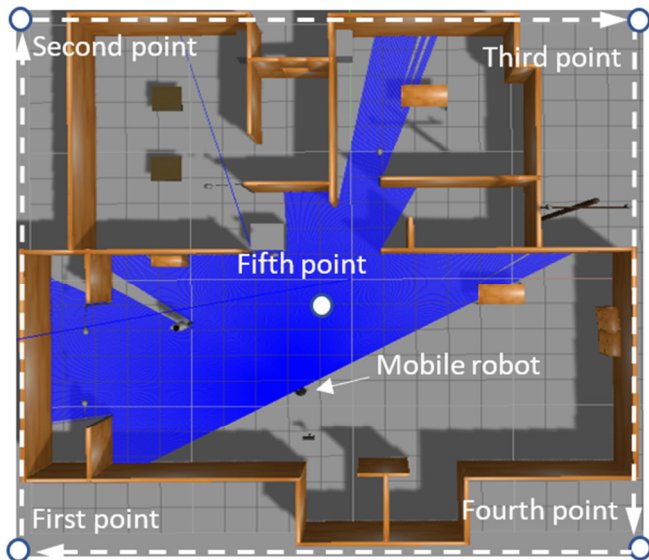 Second point
Third point
Fifth point
Mobile robot
First point
Fourth point